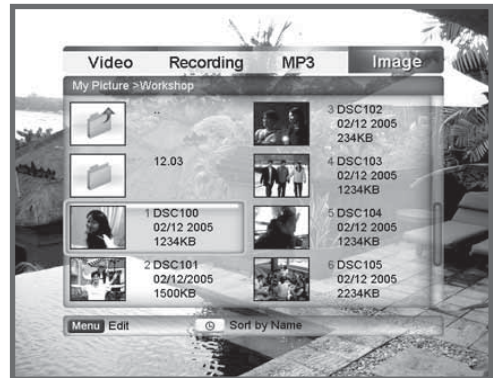 Video Recording MP3 Image
My Picture >Workshop
..
12.03
1 DSC100
02/12 2005
1234KB
2 DSC101
02/12/2005
1500KB
3 DSC102
02/12 2005
234KB
4 DSC103
02/12 2005
1234KB
5 DSC104
02/12 2005
1234KB
6 DSC105
02/12 2005
2234KB
Menu Edit Sort by Name